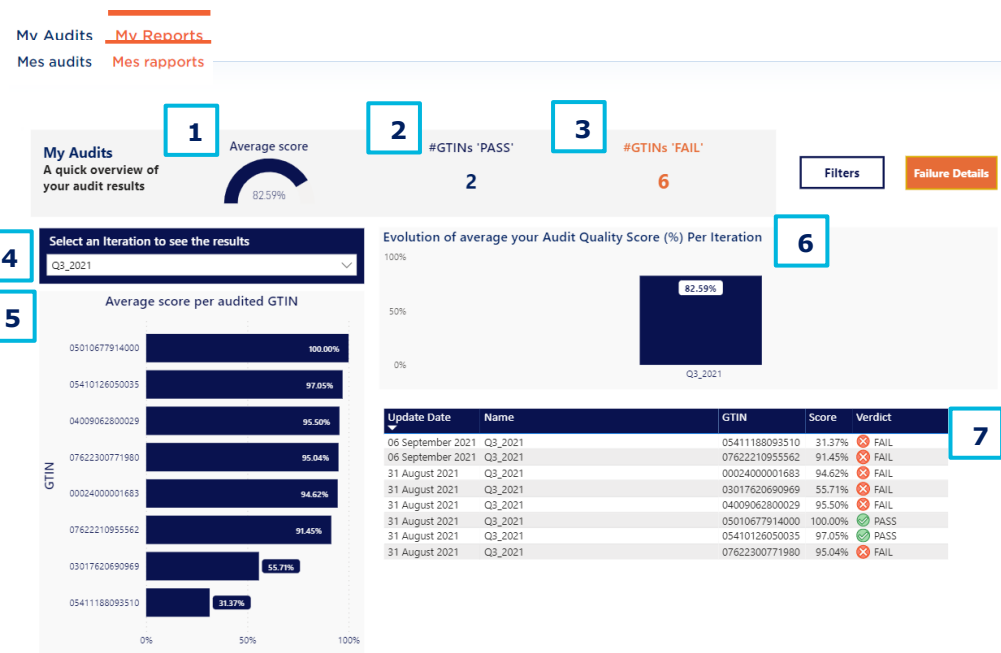 My Audits My Reports
Mes audits Mes rapports
1
2
3
My Audits
A quick overview of
your audit results
Average score
82.59%
#GTINs 'PASS'
2
#GTINs 'FAIL'
6
Filters
Failure Details
4
Select an Iteration to see the results
Q3_2021
5
Average score per audited GTIN
GTIN
05010677914000 100.00%
05410126050035 97.05%
04009062800029 95.50%
07622300771980 95.04%
00024000001683 94.62%
07622210955562 91.45%
03017620690969 55.71%
05411188093510 31.37%
0% 50% 100%
Evolution of average your Audit Quality Score (%) Per Iteration
6
100%
50%
0%
82.59%
Q3_2021
7
Update Date Name GTIN Score Verdict
06 September 2021 Q3_2021 05411188093510 31.37% FAIL
06 September 2021 Q3_2021 07622210955562 91.45% FAIL
31 August 2021 Q3_2021 00024000001683 94.62% FAIL
31 August 2021 Q3_2021 03017620690969 55.71% FAIL
31 August 2021 Q3_2021 04009062800029 95.50% FAIL
31 August 2021 Q3_2021 05010677914000 100.00% PASS
31 August 2021 Q3_2021 05410126050035 97.05% PASS
31 August 2021 Q3_2021 07622300771980 95.04% FAIL